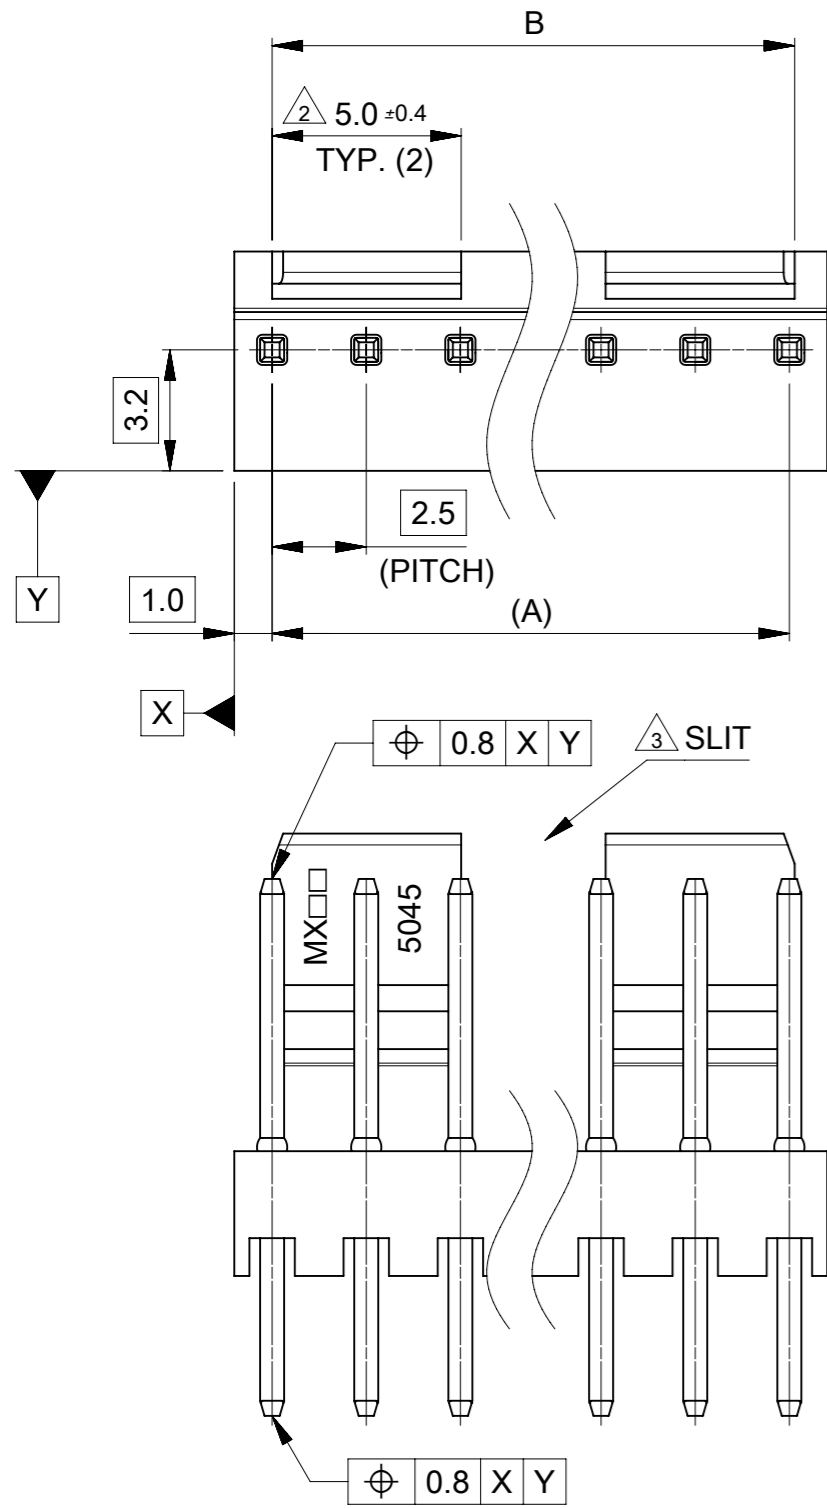 B
2 5.0 ±0.4
TYP. (2)
3.2
2.5
(PITCH)
Y
1.0
(A)
X
⌖ 0.8 X Y
3 SLIT
MX□□
5045
⌖ 0.8 X Y